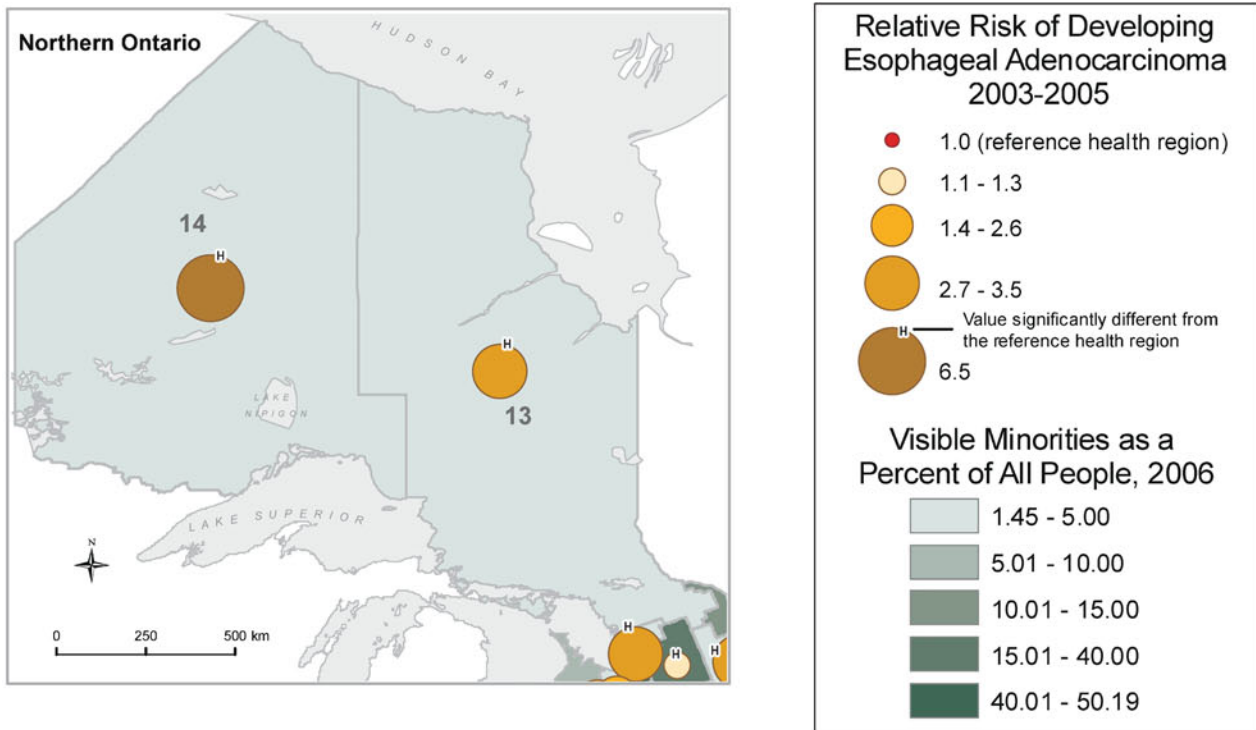 Northern Ontario
HUDSON BAY
14
H
H
LAKE
NIPIGON
13
LAKE SUPERIOR
N
0 250 500 km
H
H
H
Relative Risk of Developing
Esophageal Adenocarcinoma
2003-2005
1.0 (reference health region)
1.1 - 1.3
1.4 - 2.6
2.7 - 3.5
H
Value significantly different from
the reference health region
6.5
Visible Minorities as a
Percent of All People, 2006
1.45 - 5.00
5.01 - 10.00
10.01 - 15.00
15.01 - 40.00
40.01 - 50.19